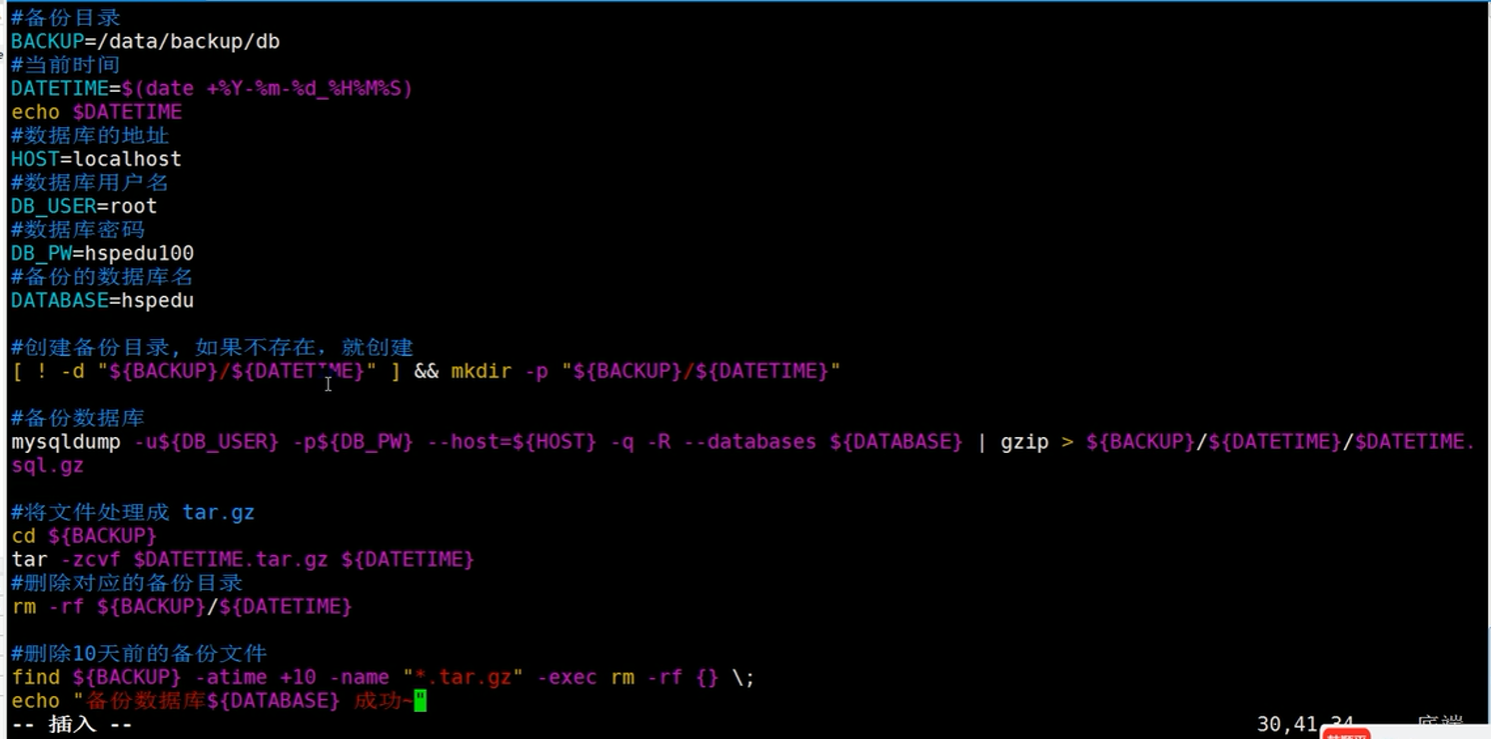 #备份目录
BACKUP=/data/backup/db
#当前时间
DATETIME=$(date +%Y-%m-%d_%H%M%S)
echo $DATETIME
#数据库的地址
HOST=localhost
#数据库用户名
DB_USER=root
#数据库密码
DB_PW=hspedu100
#备份的数据库名
DATABASE=hspedu
#创建备份目录, 如果不存在，就创建
[ ! -d "${BACKUP}/${DATETIME}" ] && mkdir -p "${BACKUP}/${DATETIME}"
#备份数据库
mysqldump -u${DB_USER} -p${DB_PW} --host=${HOST} -q -R --databases ${DATABASE} | gzip > ${BACKUP}/${DATETIME}/$DATETIME.
sql.gz
#将文件处理成 tar.gz
cd ${BACKUP}
tar -zcvf $DATETIME.tar.gz ${DATETIME}
#删除对应的备份目录
rm -rf ${BACKUP}/${DATETIME}
#删除10天前的备份文件
find ${BACKUP} -atime +10 -name "*.tar.gz" -exec rm -rf {} \;
echo "备份数据库${DATABASE} 成功~"
-- 插入 -- 30,41-34 底端